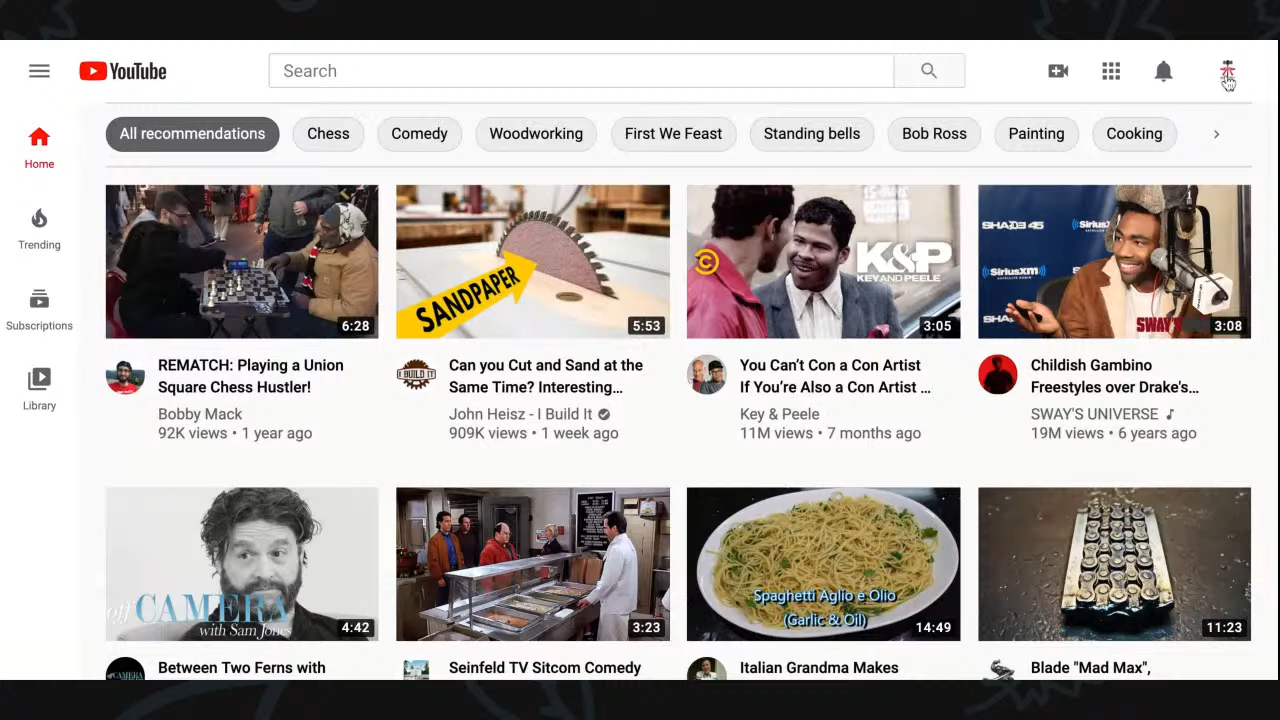 YouTube
Search
All recommendations
Chess
Comedy
Woodworking
First We Feast
Standing bells
Bob Ross
Painting
Cooking
Home
Trending
Subscriptions
Library
6:28
SANDPAPER
5:53
K&P
KEY AND PEELE
3:05
SHADE 45
SiriusXM
SWAY'S
3:08
REMATCH: Playing a Union
Square Chess Hustler!
Bobby Mack
92K views • 1 year ago
I BUILD IT
Can you Cut and Sand at the
Same Time? Interesting...
John Heisz - I Build It
909K views • 1 week ago
You Can’t Con a Con Artist
If You’re Also a Con Artist ...
Key & Peele
11M views • 7 months ago
Childish Gambino
Freestyles over Drake's...
SWAY'S UNIVERSE
19M views • 6 years ago
off CAMERA
with Sam Jones
4:42
3:23
Spaghetti Aglio e Olio
(Garlic & Oil)
14:49
11:23
Between Two Ferns with
Seinfeld TV Sitcom Comedy
Italian Grandma Makes
Blade "Mad Max",